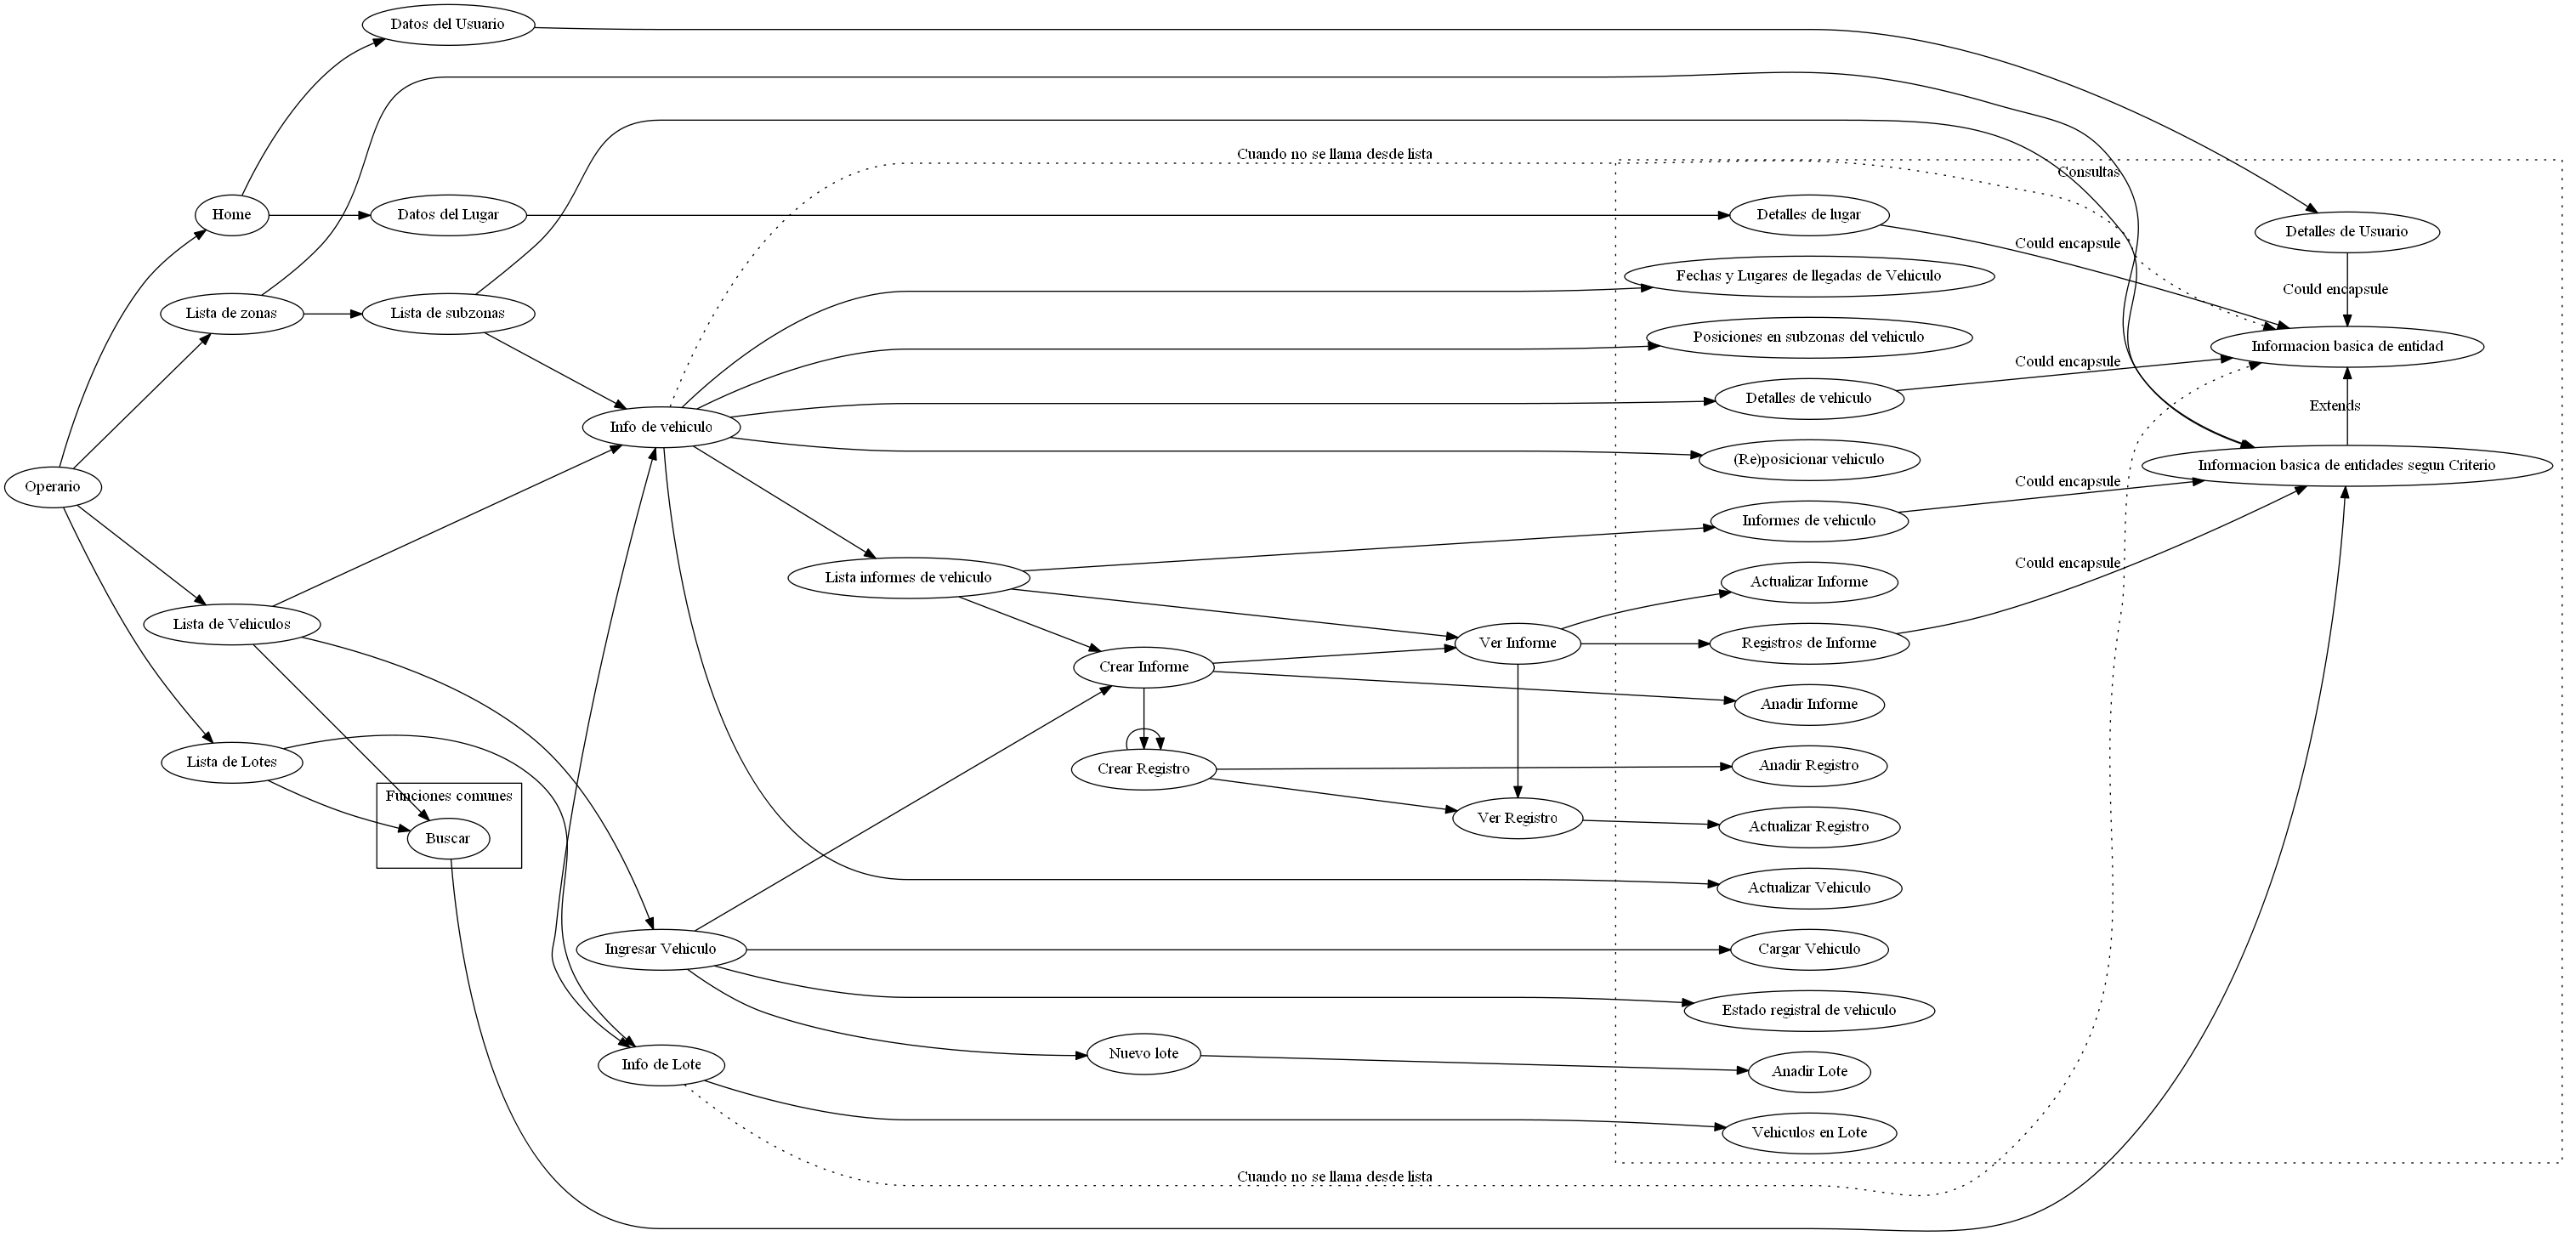 Datos del Usuario
Cuando no se llama desde lista
Consultas
Home
Datos del Lugar
Detalles de lugar
Detalles de Usuario
Could encapsule
Fechas y Lugares de llegadas de Vehiculo
Could encapsule
Lista de zonas
Lista de subzonas
Posiciones en subzonas del vehiculo
Informacion basica de entidad
Could encapsule
Detalles de vehiculo
Extends
Info de vehiculo
(Re)posicionar vehiculo
Informacion basica de entidades segun Criterio
Could encapsule
Operario
Informes de vehiculo
Could encapsule
Lista informes de vehiculo
Actualizar Informe
Lista de Vehiculos
Ver Informe
Registros de Informe
Crear Informe
Anadir Informe
Lista de Lotes
Crear Registro
Anadir Registro
Funciones comunes
Buscar
Ver Registro
Actualizar Registro
Actualizar Vehiculo
Ingresar Vehiculo
Cargar Vehiculo
Estado registral de vehiculo
Nuevo lote
Info de Lote
Anadir Lote
Vehiculos en Lote
Cuando no se llama desde lista